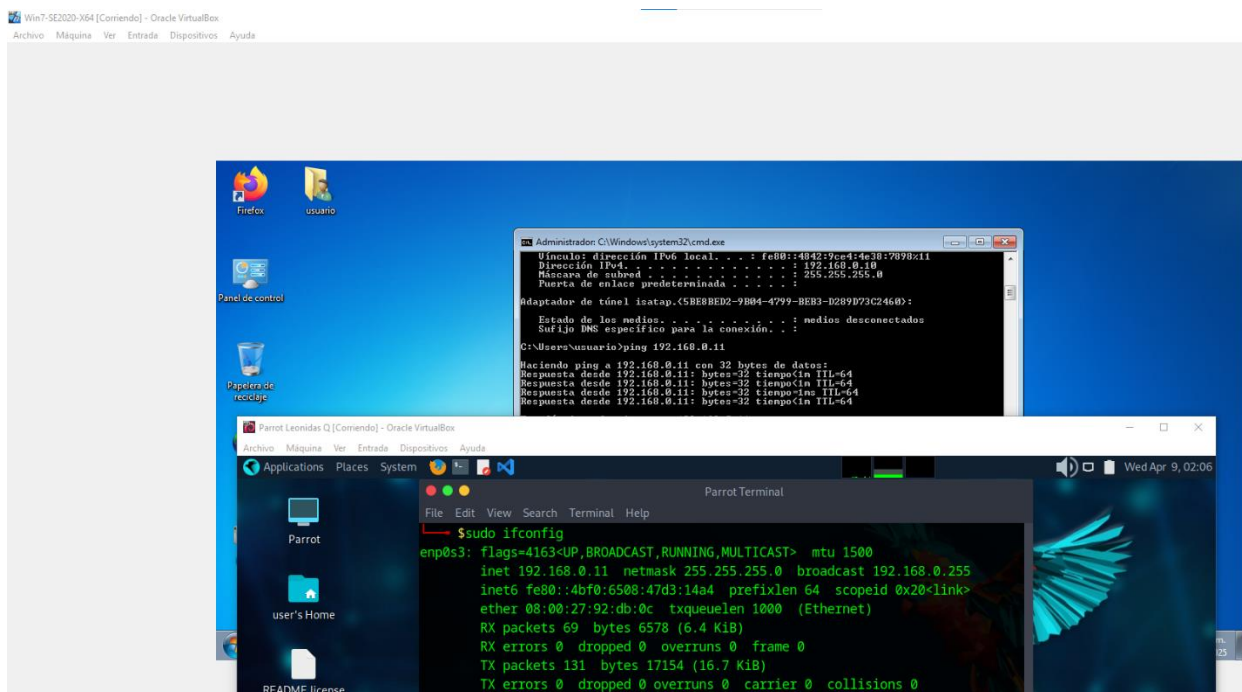 Win7-SE2020-X64 [Corriendo] - Oracle VirtualBox
Archivo Máquina Ver Entrada Dispositivos Ayuda
Firefox
usuario
Panel de control
Papelera de
reciclaje
Administrador: C:\Windows\system32\cmd.exe
Vínculo: dirección IPv6 local. . . : fe80::4842:9ce4:4e38:7898%11
Dirección IPv4. . . . . . . . . . . . . . : 192.168.0.10
Máscara de subred . . . . . . . . . . . . : 255.255.255.0
Puerta de enlace predeterminada . . . . . :
Adaptador de túnel isatap.{5BE8BED2-9B04-4799-BEB3-D289D73C2460}:
Estado de los medios. . . . . . . . . . . : medios desconectados
Sufijo DNS específico para la conexión. . :
C:\Users\usuario>ping 192.168.0.11
Haciendo ping a 192.168.0.11 con 32 bytes de datos:
Respuesta desde 192.168.0.11: bytes=32 tiempo<1m TTL=64
Respuesta desde 192.168.0.11: bytes=32 tiempo<1m TTL=64
Respuesta desde 192.168.0.11: bytes=32 tiempo=1ms TTL=64
Respuesta desde 192.168.0.11: bytes=32 tiempo<1m TTL=64
Parrot Leonidas Q [Corriendo] - Oracle VirtualBox
Archivo Máquina Ver Entrada Dispositivos Ayuda
Applications Places System
Wed Apr 9, 02:06
Parrot
user's Home
README license
Parrot Terminal
File Edit View Search Terminal Help
$sudo ifconfig
enp0s3: flags=4163<UP,BROADCAST,RUNNING,MULTICAST> mtu 1500
inet 192.168.0.11 netmask 255.255.255.0 broadcast 192.168.0.255
inet6 fe80::4bf0:6508:47d3:14a4 prefixlen 64 scopeid 0x20<link>
ether 08:00:27:92:db:0c txqueuelen 1000 (Ethernet)
RX packets 69 bytes 6578 (6.4 KiB)
RX errors 0 dropped 0 overruns 0 frame 0
TX packets 131 bytes 17154 (16.7 KiB)
TX errors 0 dropped 0 overruns 0 carrier 0 collisions 0